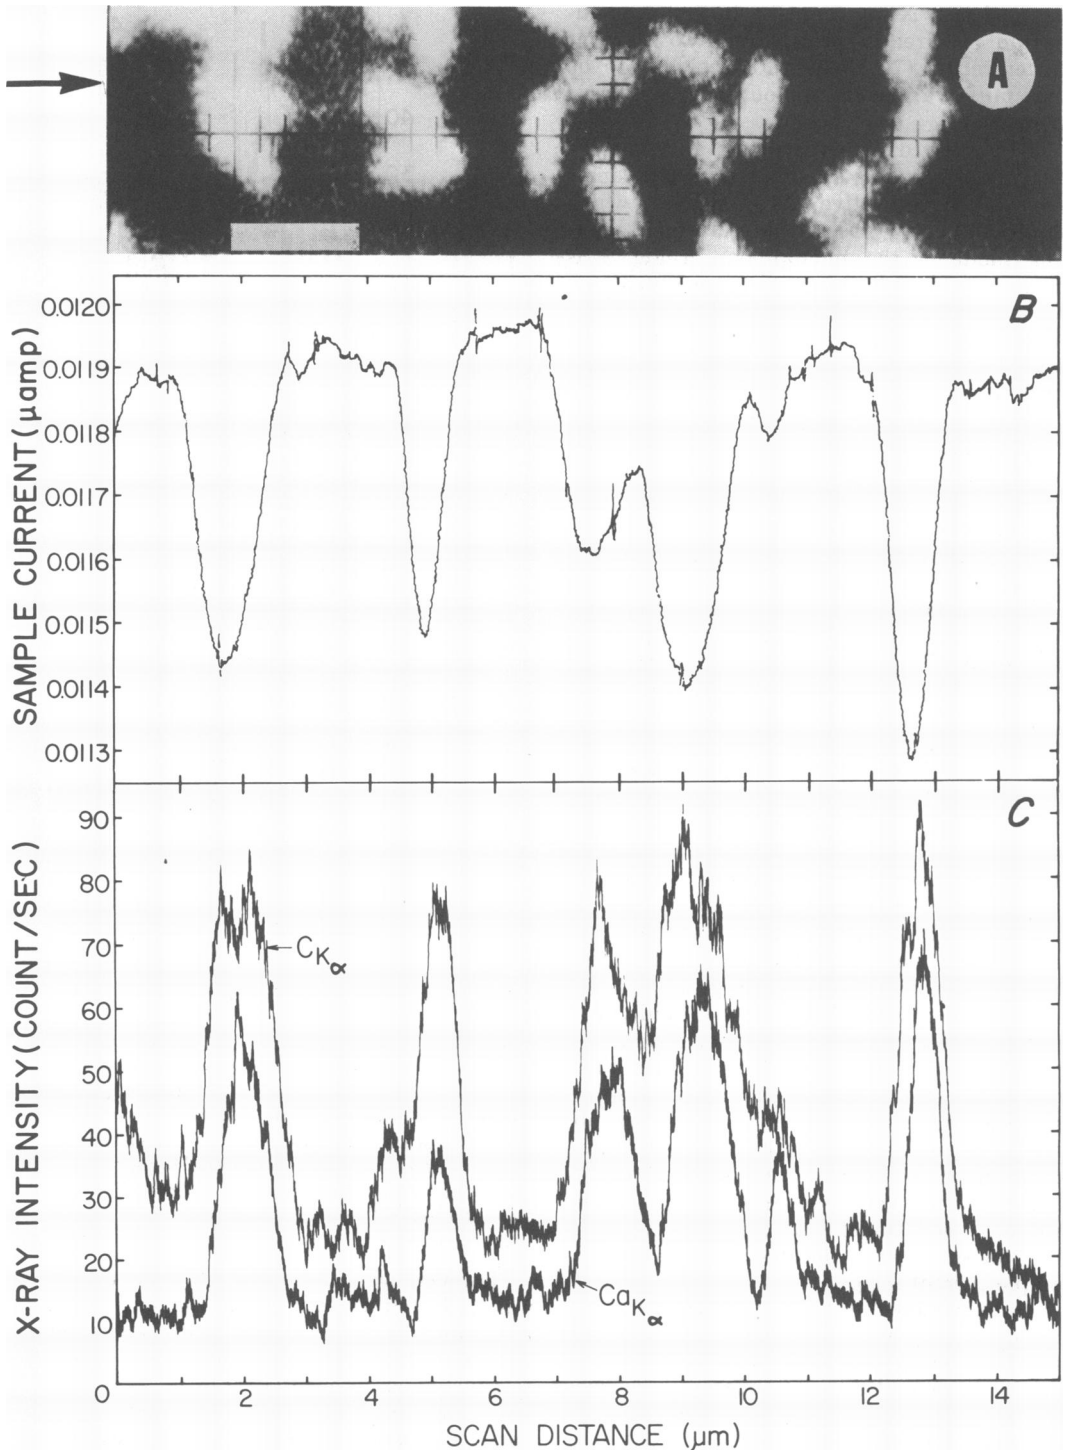 A
B
0.0120
0.0119
0.0118
0.0117
0.0116
0.0115
0.0114
0.0113
SAMPLE CURRENT (µamp)
C
90
80
70
60
50
40
30
20
10
0
X-RAY INTENSITY (COUNT/SEC)
CKα
CaKα
2 4 6 8 10 12 14
SCAN DISTANCE (µm)